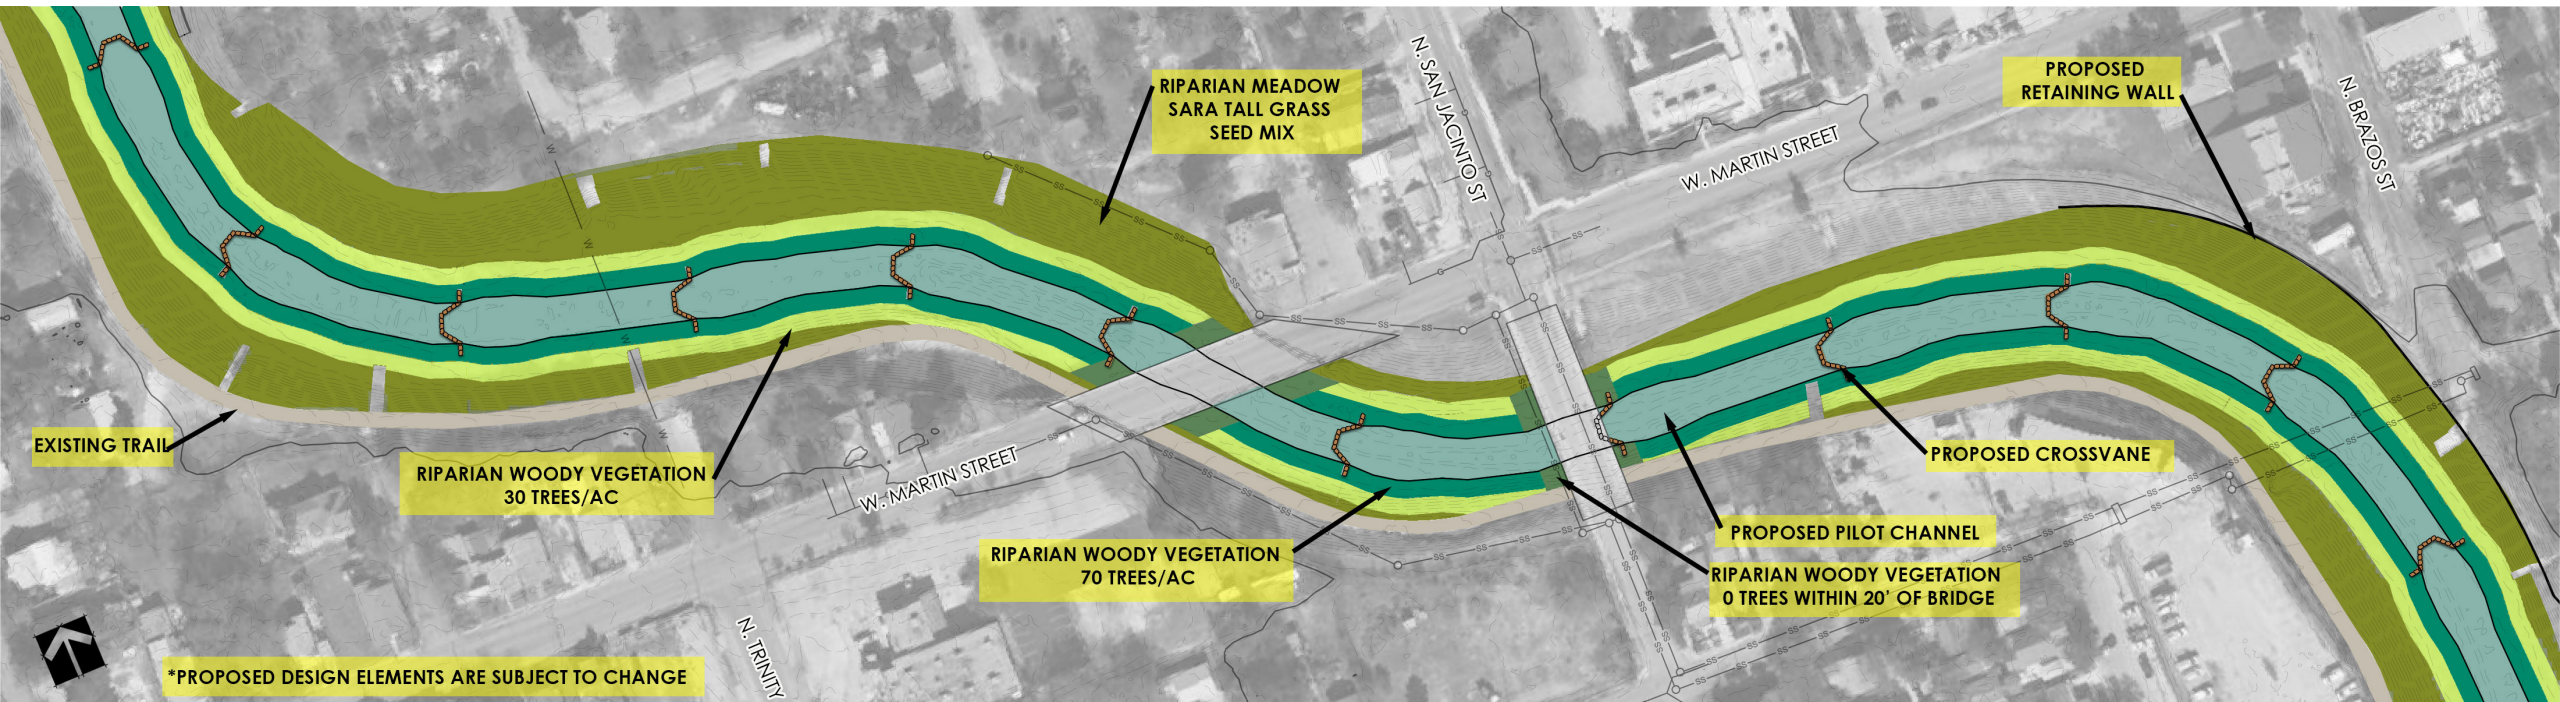 RIPARIAN MEADOW
SARA TALL GRASS
SEED MIX
N. SAN JACINTO ST
W. MARTIN STREET
PROPOSED
RETAINING WALL
N. BRAZOS ST
EXISTING TRAIL
RIPARIAN WOODY VEGETATION
30 TREES/AC
W. MARTIN STREET
RIPARIAN WOODY VEGETATION
70 TREES/AC
PROPOSED CROSSVANE
PROPOSED PILOT CHANNEL
RIPARIAN WOODY VEGETATION
0 TREES WITHIN 20' OF BRIDGE
N. TRINITY
*PROPOSED DESIGN ELEMENTS ARE SUBJECT TO CHANGE